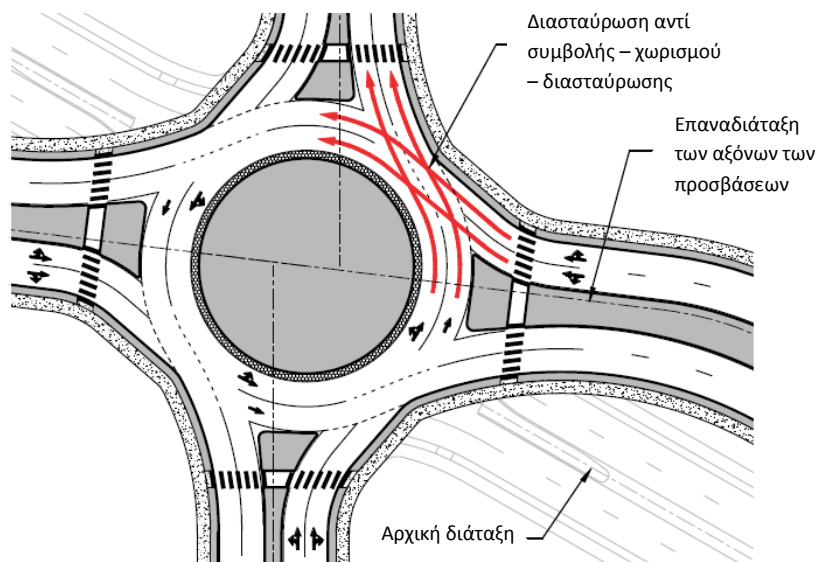 Διασταύρωση αντί
συμβολής – χωρισμού
– διασταύρωσης
Επαναδιάταξη
των αξόνων των
προσβάσεων
Αρχική διάταξη